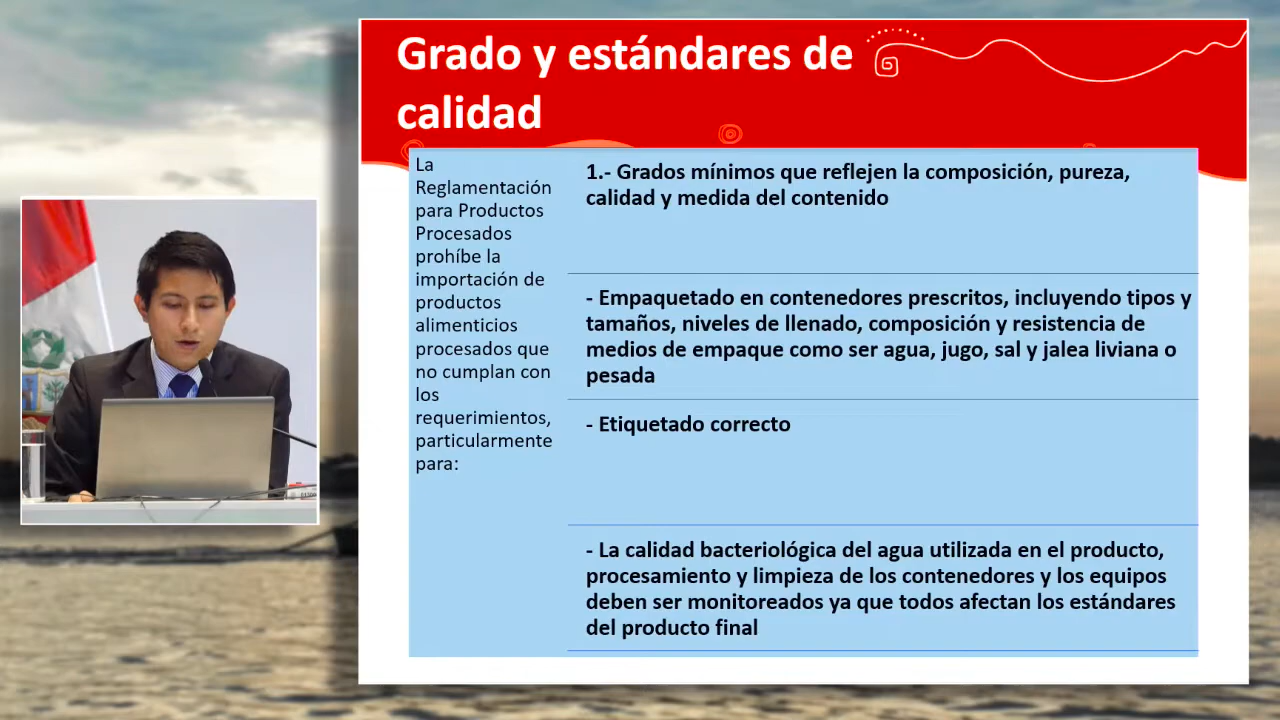 Grado y estándares de
calidad
La
Reglamentación
para Productos
Procesados
prohíbe la
importación de
productos
alimenticios
procesados que
no cumplan con
los
requerimientos,
particularmente
para:
1.- Grados mínimos que reflejen la composición, pureza,
calidad y medida del contenido
- Empaquetado en contenedores prescritos, incluyendo tipos y
tamaños, niveles de llenado, composición y resistencia de
medios de empaque como ser agua, jugo, sal y jalea liviana o
pesada
- Etiquetado correcto
- La calidad bacteriológica del agua utilizada en el producto,
procesamiento y limpieza de los contenedores y los equipos
deben ser monitoreados ya que todos afectan los estándares
del producto final